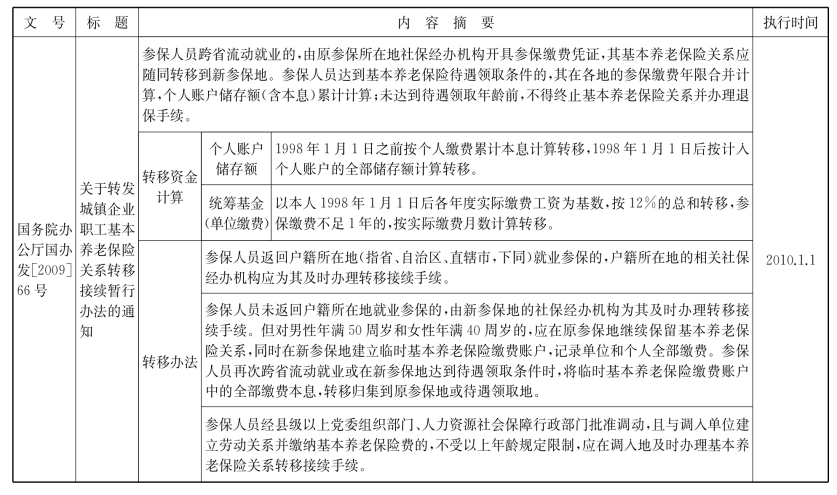 文 号 标 题 内 容 摘 要 执行时间
国务院办
公厅国办
发[2009]
66 号
关于转发
城镇企业
职工基本
养老保险
关系转移
接续暂行
办法的通
知
参保人员跨省流动就业的,由原参保所在地社保经办机构开具参保缴费凭证,其基本养老保险关系应
随同转移到新参保地。参保人员达到基本养老保险待遇领取条件的,其在各地的参保缴费年限合并计
算,个人账户储存额(含本息)累计计算;未达到待遇领取年龄前,不得终止基本养老保险关系并办理退
保手续。
转移资金
计算
个人账户
储存额
1998 年 1 月 1 日之前按个人缴费累计本息计算转移,1998 年 1 月 1 日后按计入
个人账户的全部储存额计算转移。
统筹基金
(单位缴费)
以本人 1998 年 1 月 1 日后各年度实际缴费工资为基数,按 12%的总和转移,参
保缴费不足 1 年的,按实际缴费月数计算转移。
转移办法
参保人员返回户籍所在地(指省、自治区、直辖市,下同)就业参保的,户籍所在地的相关社保
经办机构应为其及时办理转移接续手续。
参保人员未返回户籍所在地就业参保的,由新参保地的社保经办机构为其及时办理转移接
续手续。但对男性年满 50 周岁和女性年满 40 周岁的,应在原参保地继续保留基本养老保
险关系,同时在新参保地建立临时基本养老保险缴费账户,记录单位和个人全部缴费。参保
人员再次跨省流动就业或在新参保地达到待遇领取条件时,将临时基本养老保险缴费账户
中的全部缴费本息,转移归集到原参保地或待遇领取地。
参保人员经县级以上党委组织部门、人力资源社会保障行政部门批准调动,且与调入单位建
立劳动关系并缴纳基本养老保险费的,不受以上年龄规定限制,应在调入地及时办理基本养
老保险关系转移接续手续。
2010.1.1